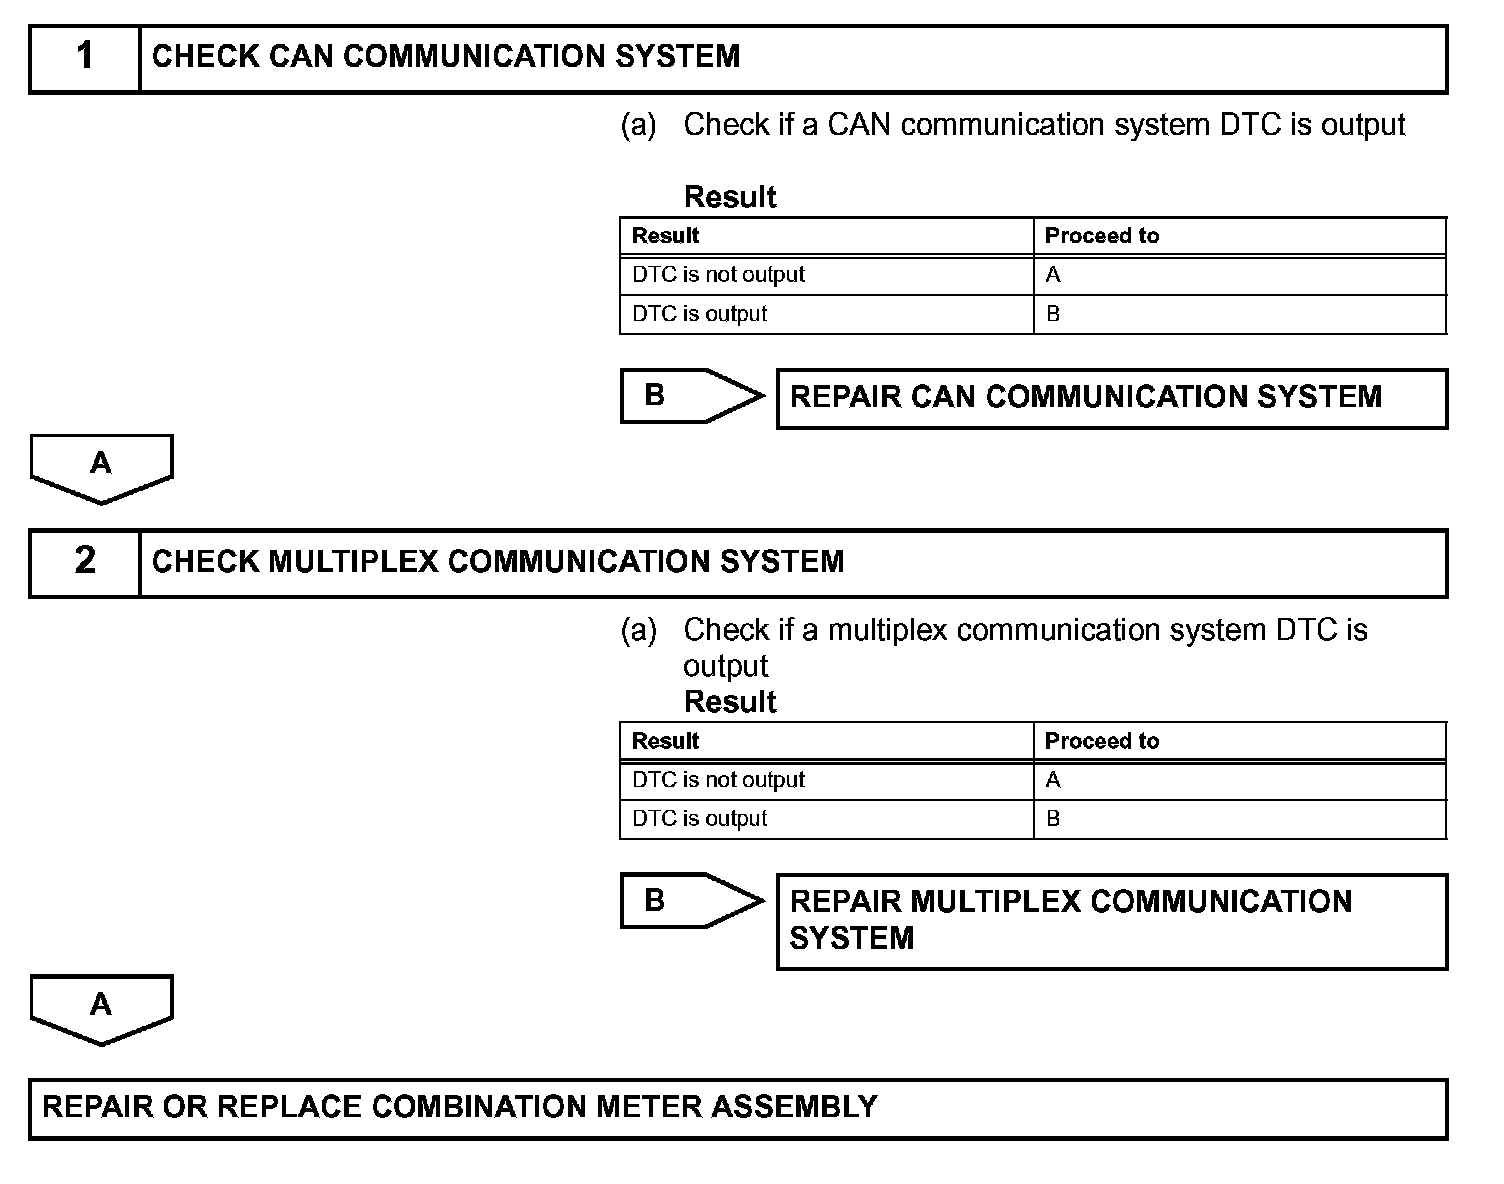 1 CHECK CAN COMMUNICATION SYSTEM
(a) Check if a CAN communication system DTC is output
Result
Result Proceed to
DTC is not output A
DTC is output B
B REPAIR CAN COMMUNICATION SYSTEM
A
2 CHECK MULTIPLEX COMMUNICATION SYSTEM
(a) Check if a multiplex communication system DTC is
output
Result
Result Proceed to
DTC is not output A
DTC is output B
B REPAIR MULTIPLEX COMMUNICATION
SYSTEM
A
REPAIR OR REPLACE COMBINATION METER ASSEMBLY